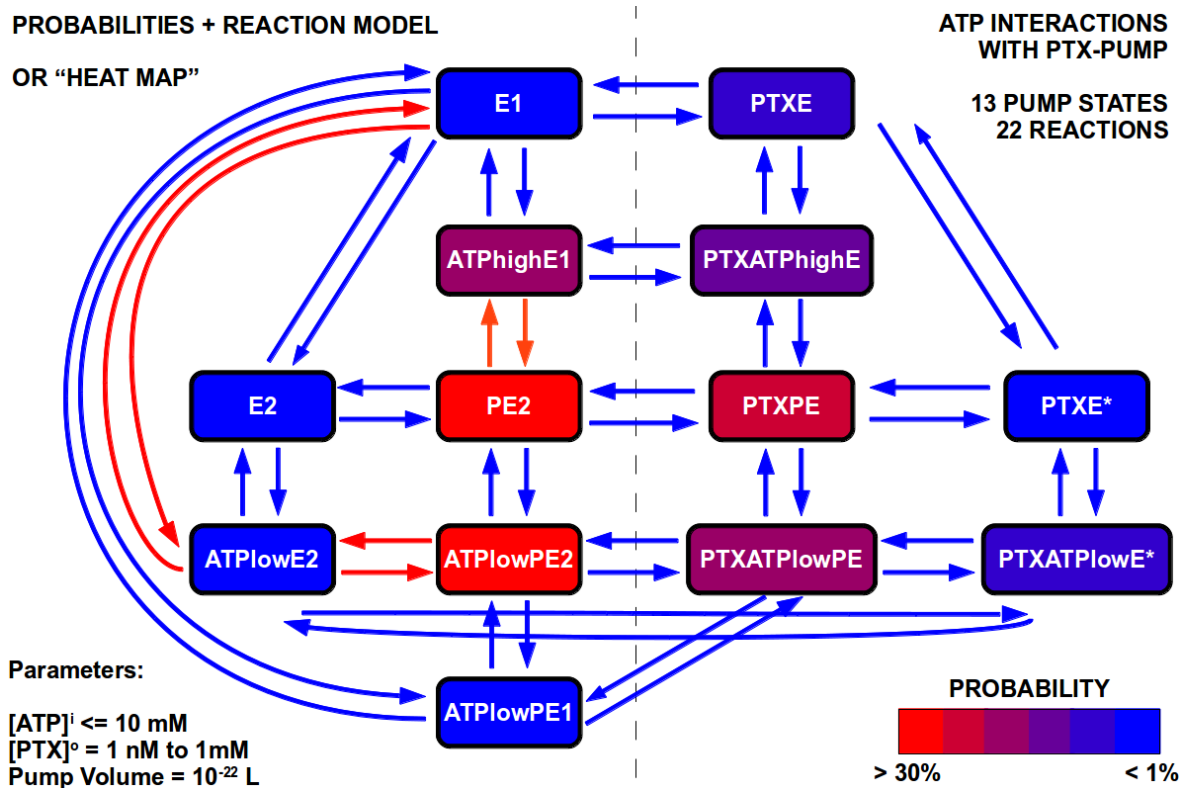 PROBABILITIES + REACTION MODEL
OR “HEAT MAP”
ATP INTERACTIONS
WITH PTX-PUMP
13 PUMP STATES
22 REACTIONS
E1
PTXE
ATPhighE1
PTXATPhighE
E2
PE2
PTXPE
PTXE*
ATPlowE2
ATPlowPE2
PTXATPlowPE
PTXATPlowE*
ATPlowPE1
Parameters:
[ATP]ⁱ <= 10 mM
[PTX]ᵒ = 1 nM to 1mM
Pump Volume = 10⁻²² L
PROBABILITY
> 30%
< 1%